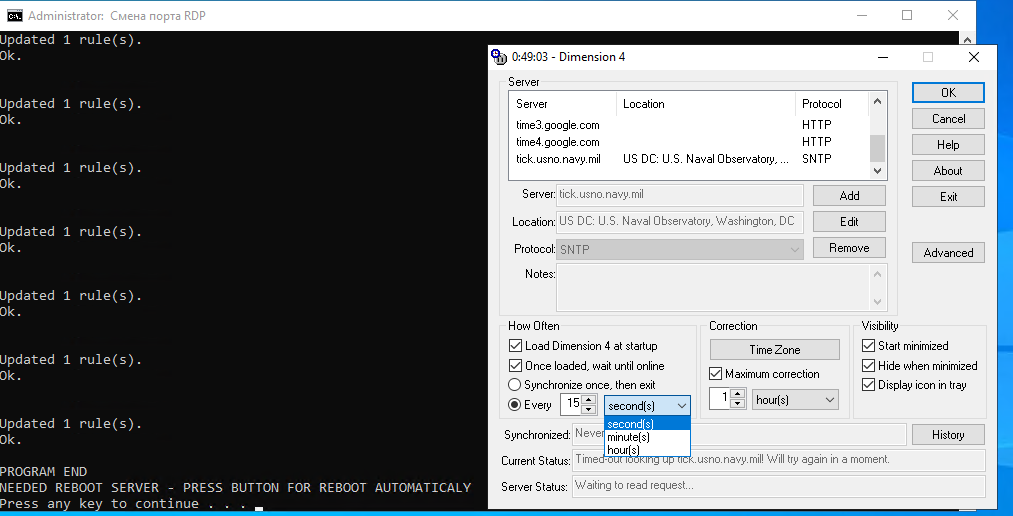 Administrator: Смена порта RDP
Updated 1 rule(s).
Ok.
Updated 1 rule(s).
Ok.
Updated 1 rule(s).
Ok.
Updated 1 rule(s).
Ok.
Updated 1 rule(s).
Ok.
Updated 1 rule(s).
Ok.
Updated 1 rule(s).
Ok.
PROGRAM END
NEEDED REBOOT SERVER - PRESS BUTTON FOR REBOOT AUTOMATICALY
Press any key to continue . . .
0:49:03 - Dimension 4
Server
Server Location Protocol
time3.google.com HTTP
time4.google.com HTTP
tick.usno.navy.mil US DC: U.S. Naval Observatory, ... SNTP
Server: tick.usno.navy.mil
Location: US DC: U.S. Naval Observatory, Washington, DC
Protocol: SNTP
Notes:
Add
Edit
Remove
OK
Cancel
Help
About
Exit
Advanced
How Often
Load Dimension 4 at startup
Once loaded, wait until online
Synchronize once, then exit
Every 15 second(s)
second(s)
minute(s)
hour(s)
Correction
Time Zone
Maximum correction
1 hour(s)
Visibility
Start minimized
Hide when minimized
Display icon in tray
Synchronized: Never
History
Current Status: Timed-out looking up tick.usno.navy.mil! Will try again in a moment.
Server Status: Waiting to read request...